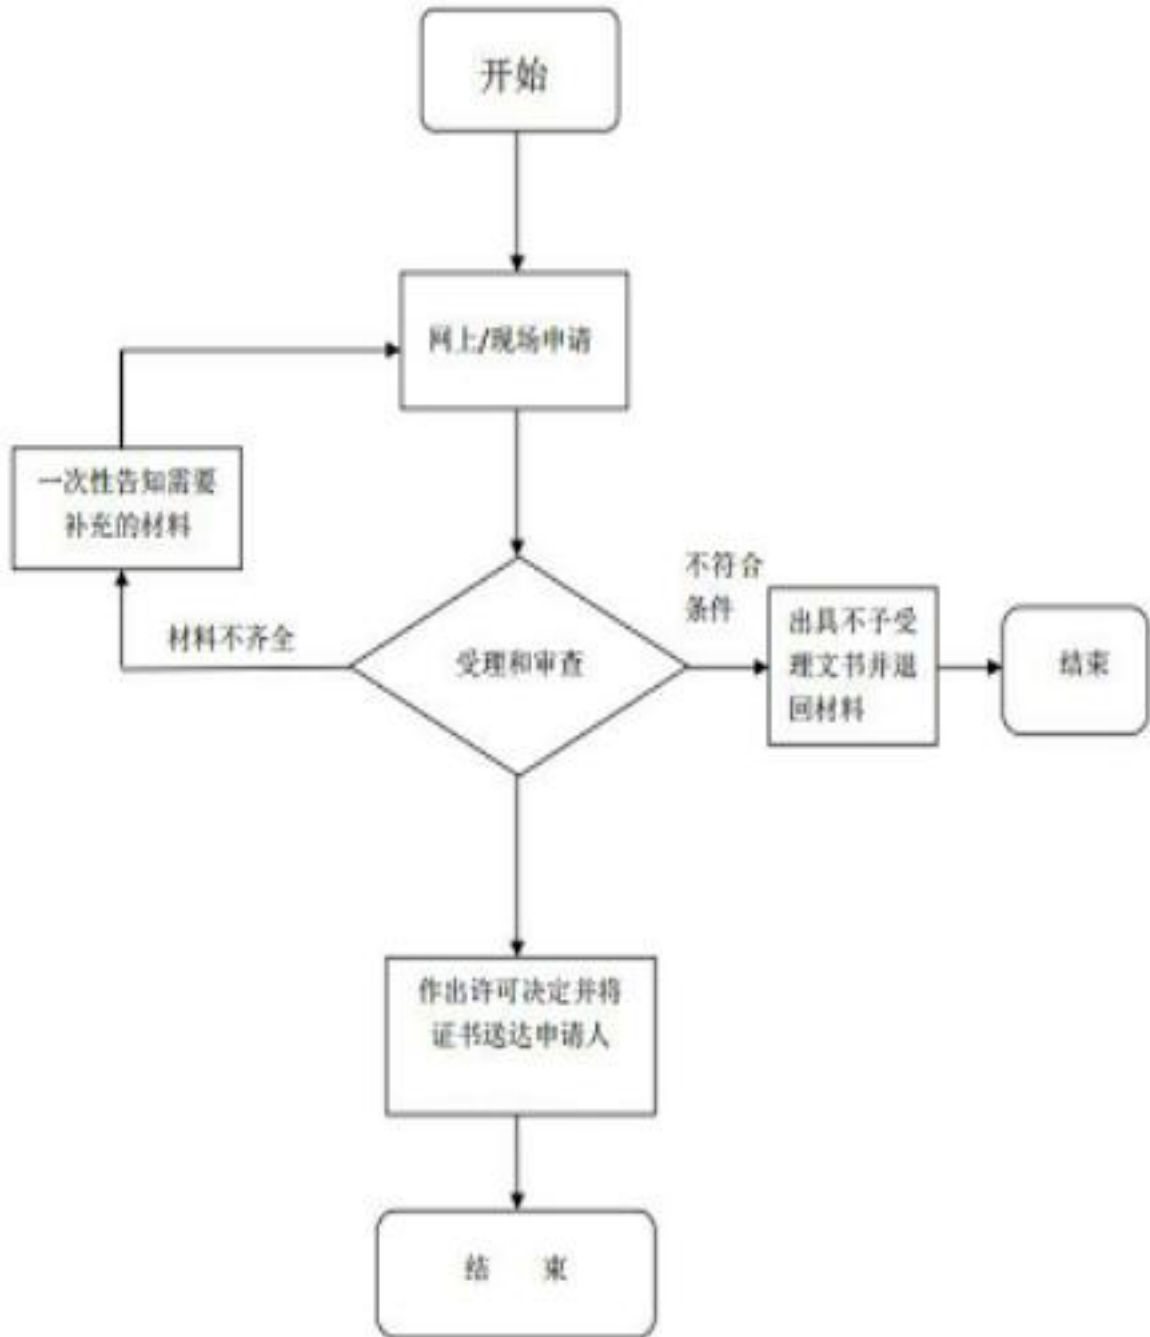 开始
网上/现场申请
一次性告知需要
补充的材料
不符合
条件
材料不齐全
受理和审查
出具不子受
理文书并退
回材料
结束
作出许可决定并将
证书送达申请人
结 束